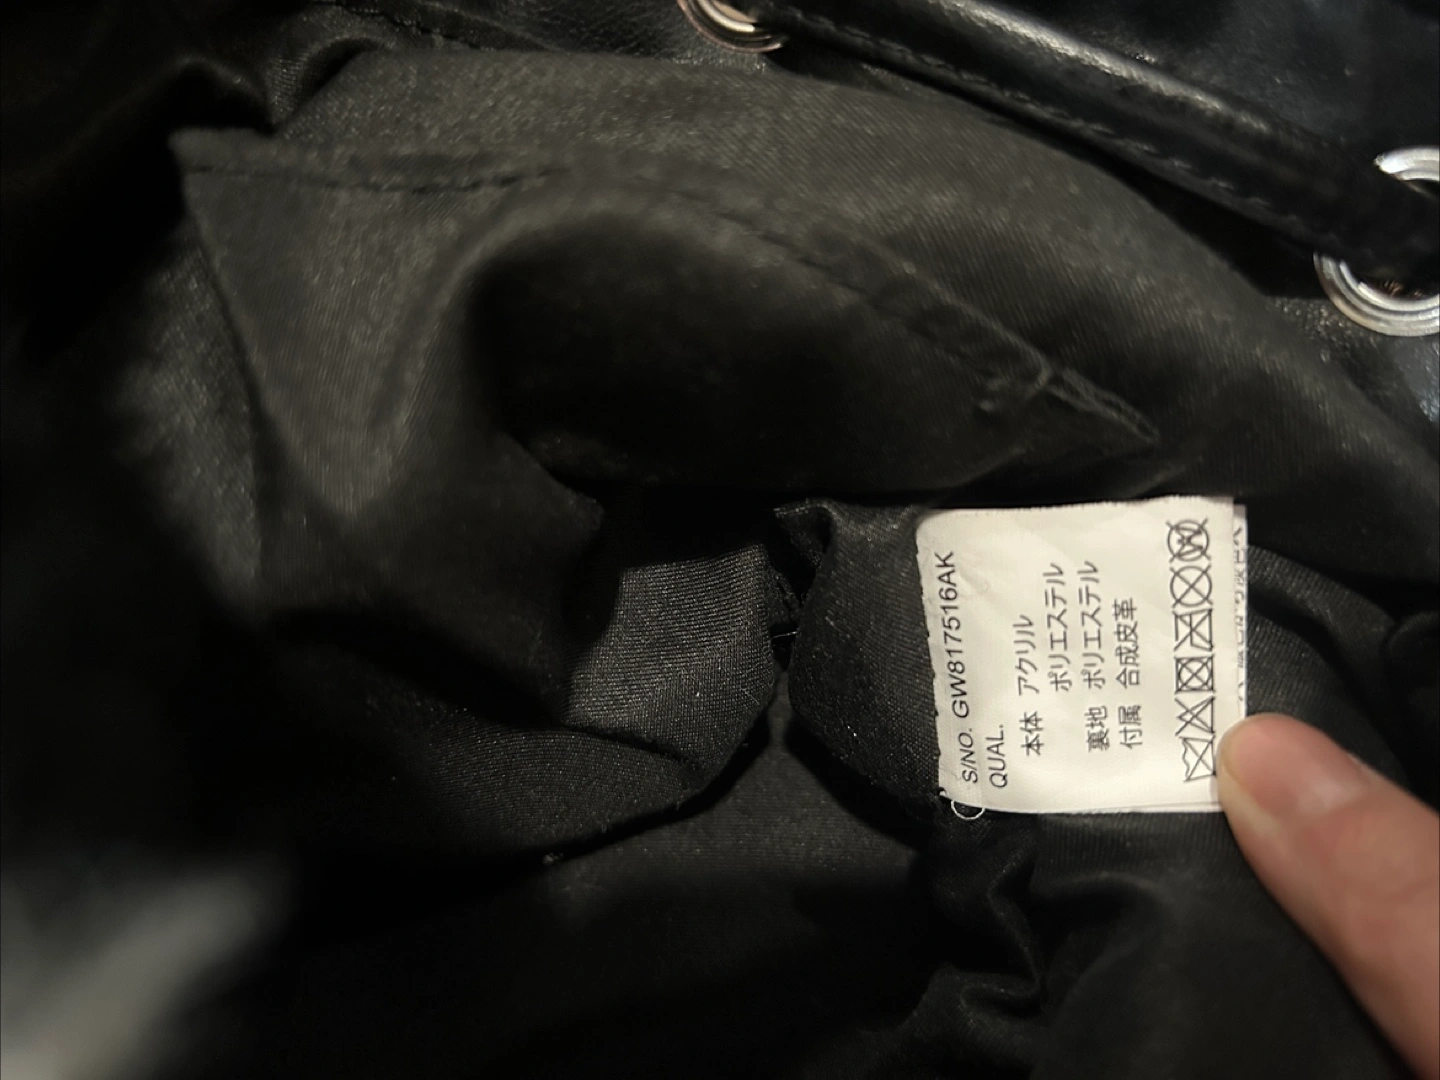 S/NO. GW817516AK
QUAL.
本体 アクリル
ポリエステル
裏地 ポリエステル
付属 合成皮革